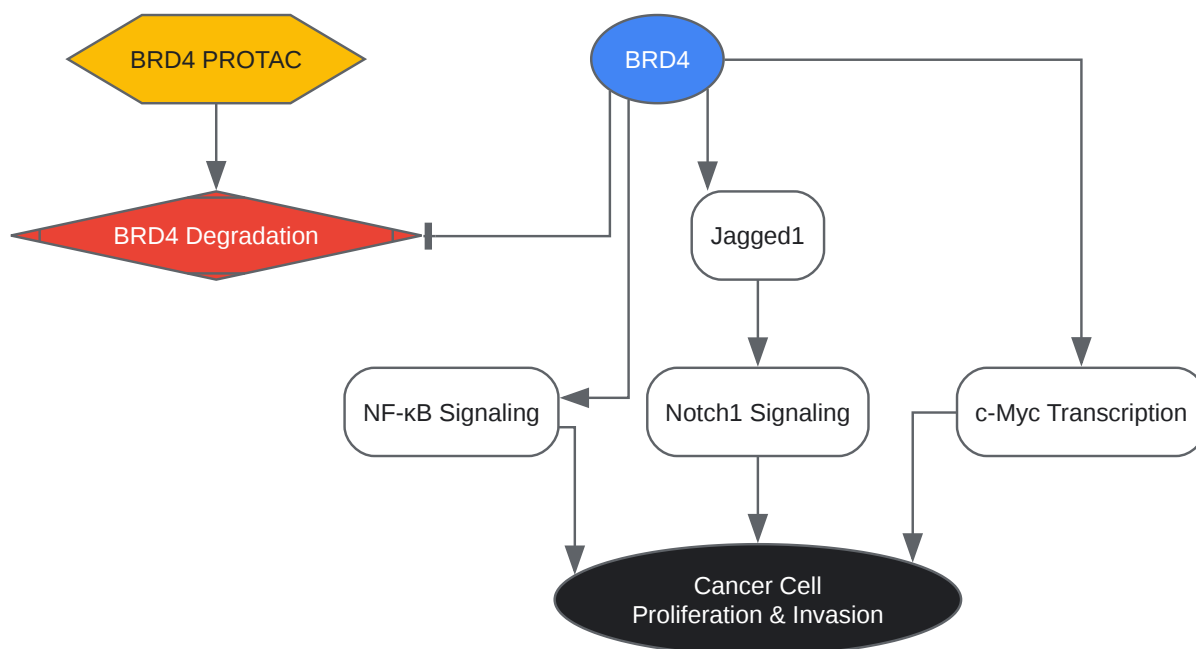 BRD4 PROTAC
BRD4
BRD4 Degradation
Jagged1
NF-κB Signaling
Notch1 Signaling
c-Myc Transcription
Cancer Cell
Proliferation & Invasion